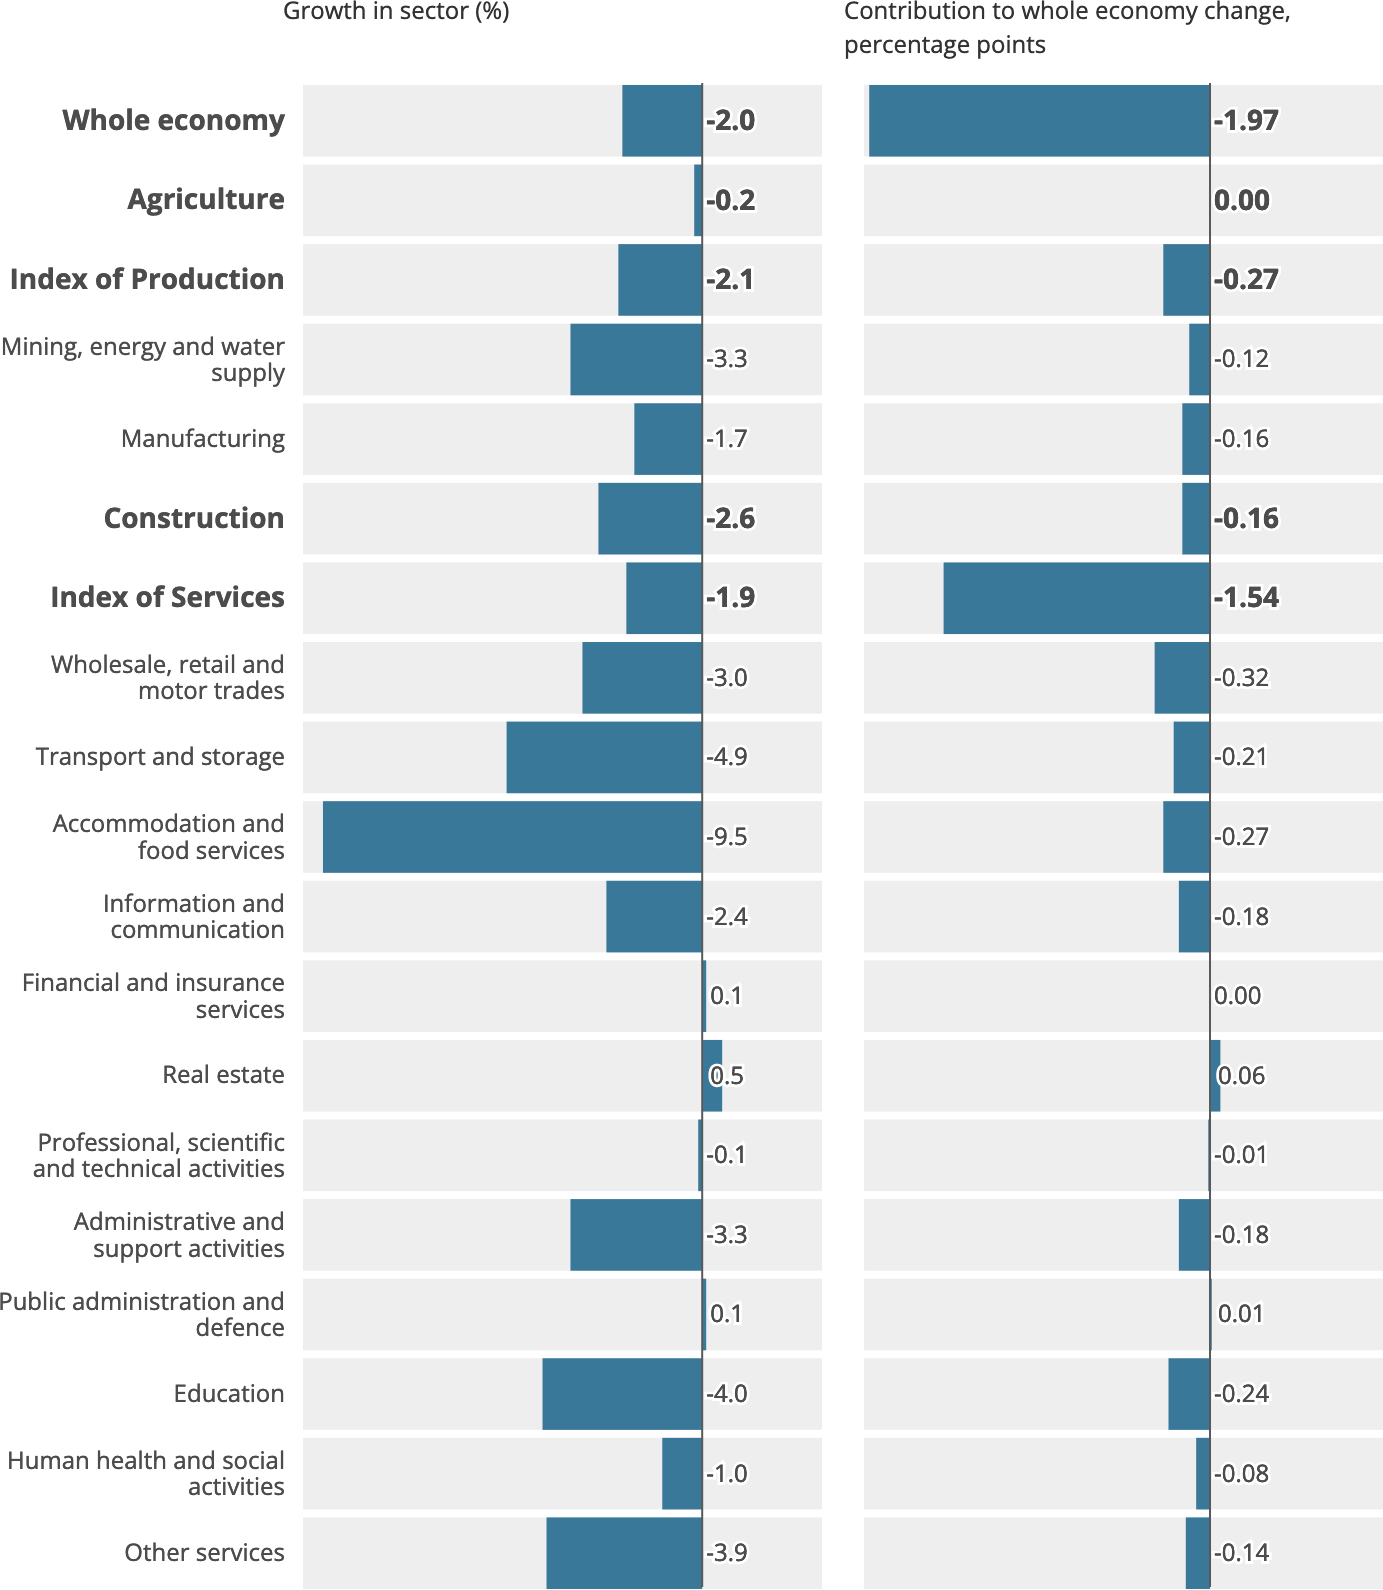 Growth in sector (%)
Contribution to whole economy change,
percentage points
Whole economy -2.0 -1.97
Agriculture -0.2 0.00
Index of Production -2.1 -0.27
Mining, energy and water
supply -3.3 -0.12
Manufacturing -1.7 -0.16
Construction -2.6 -0.16
Index of Services -1.9 -1.54
Wholesale, retail and
motor trades -3.0 -0.32
Transport and storage -4.9 -0.21
Accommodation and
food services -9.5 -0.27
Information and
communication -2.4 -0.18
Financial and insurance
services 0.1 0.00
Real estate 0.5 0.06
Professional, scientific
and technical activities -0.1 -0.01
Administrative and
support activities -3.3 -0.18
Public administration and
defence 0.1 0.01
Education -4.0 -0.24
Human health and social
activities -1.0 -0.08
Other services -3.9 -0.14